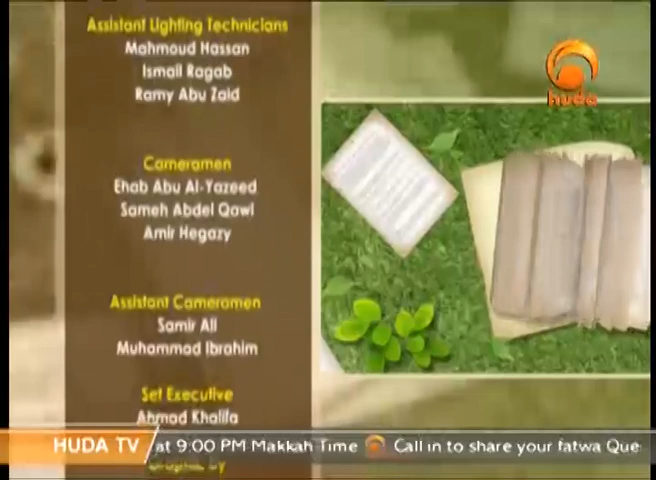 Assistant Lighting Technicians
Mahmoud Hassan
Ismail Ragab
Ramy Abu Zaid
huda
Cameramen
Ehab Abu Al-Yazeed
Sameh Abdel Qawi
Amir Hegazy
Assistant Cameramen
Samir Ali
Muhammad Ibrahim
Set Executive
Ahmad Khalifa
HUDA TV at 9:00 PM Makkah Time Call in to share your fatwa Que